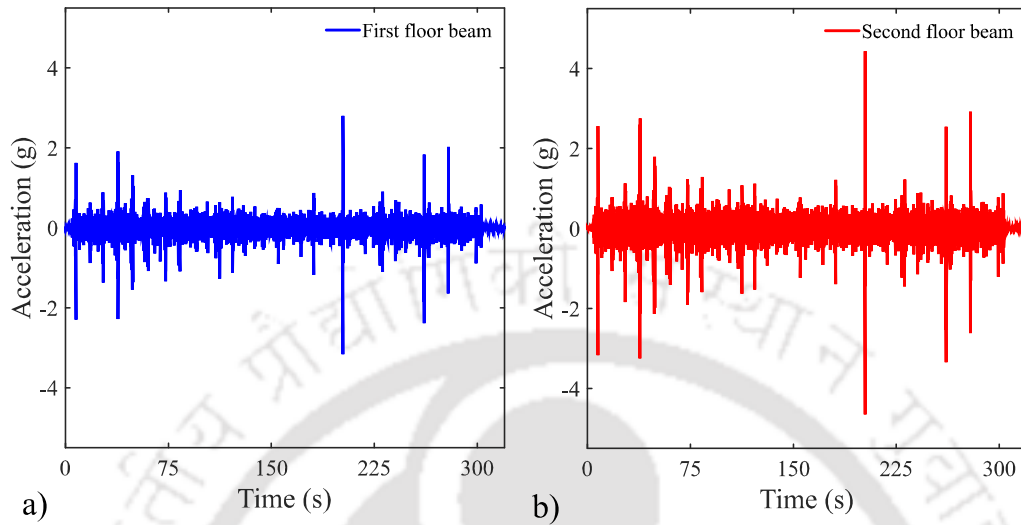 First floor beam
Acceleration (g)
4
2
0
-2
-4
0 75 150 225 300
Time (s)
a)
Second floor beam
Acceleration (g)
4
2
0
-2
-4
0 75 150 225 300
Time (s)
b)